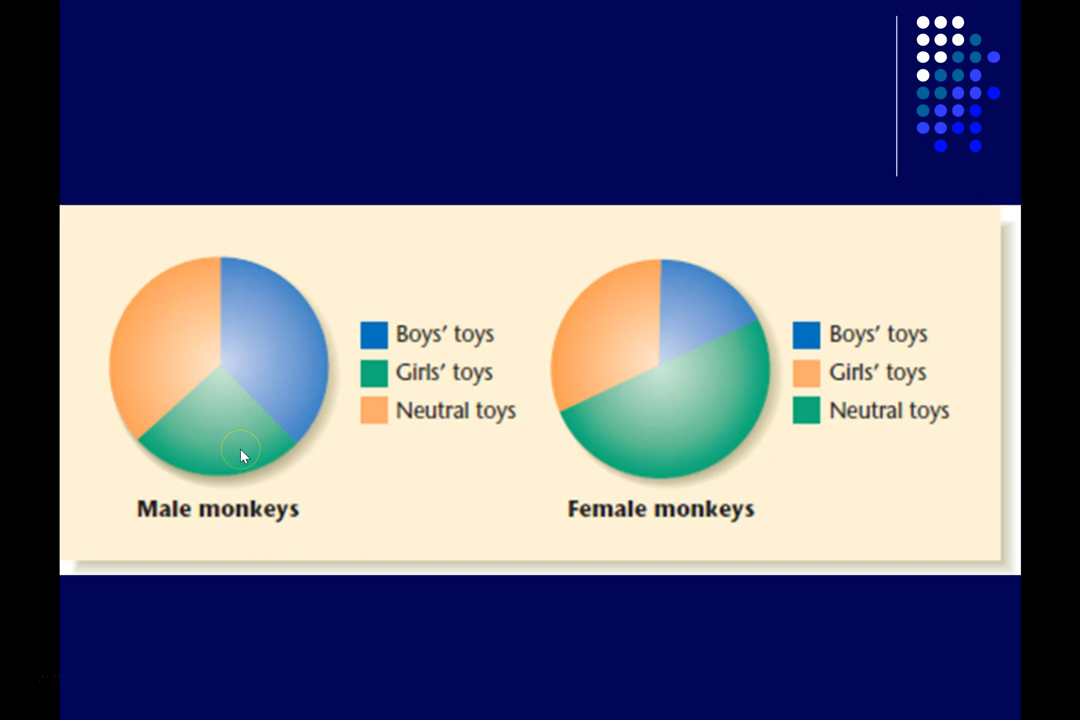 Boys' toys
Girls' toys
Neutral toys
Male monkeys
Boys' toys
Girls' toys
Neutral toys
Female monkeys